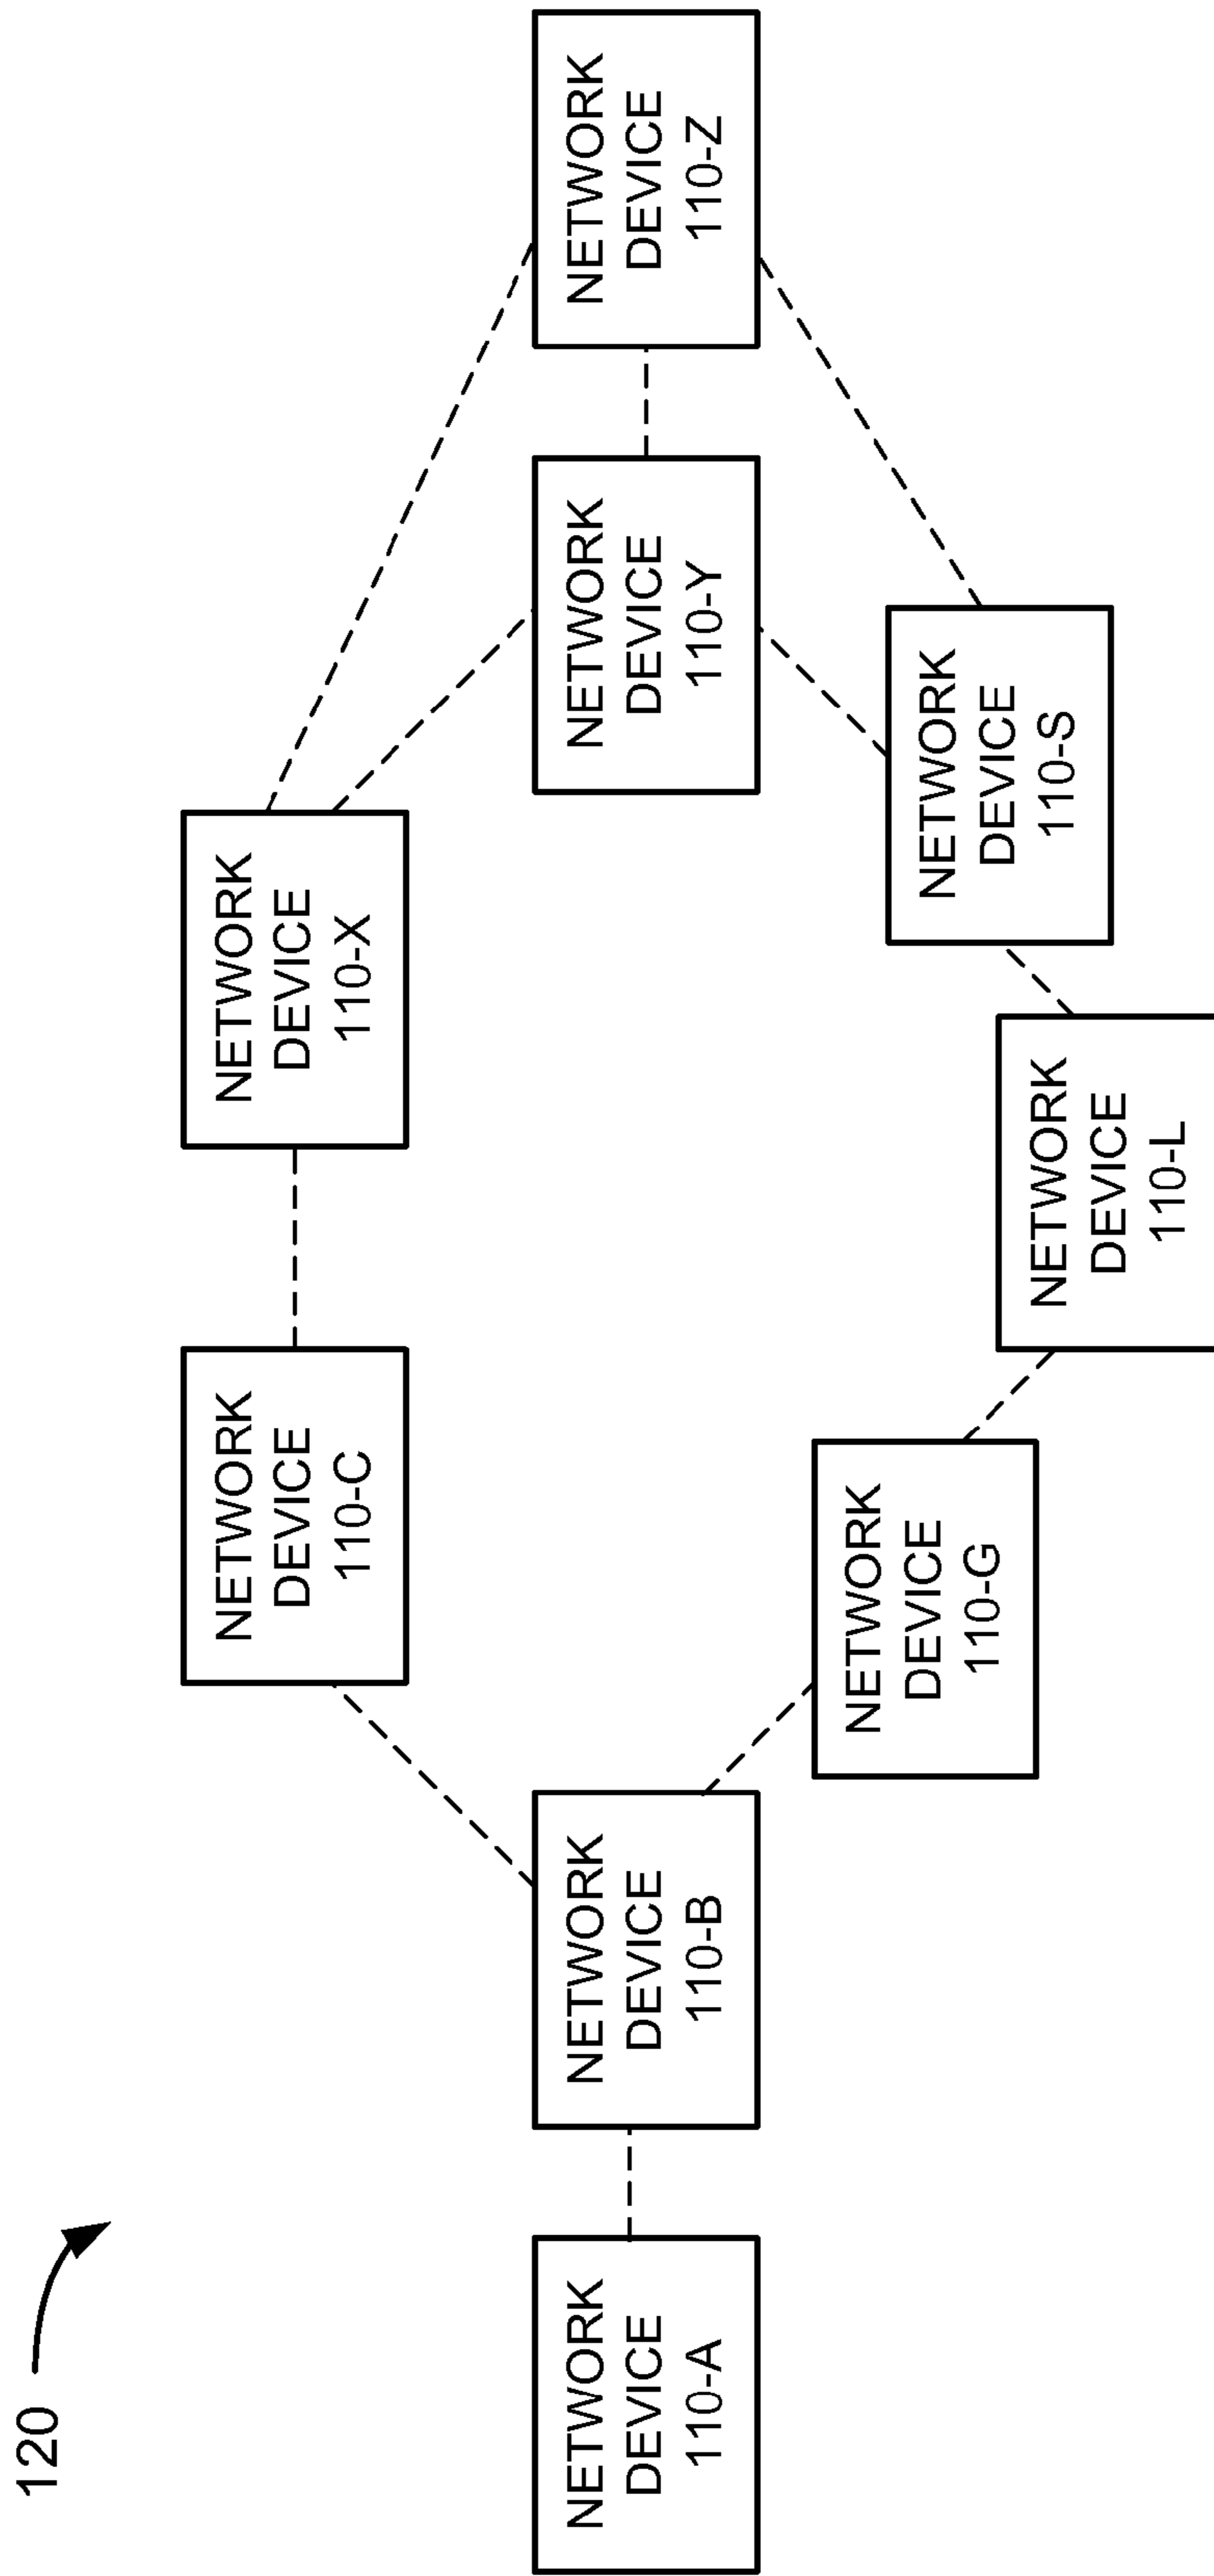 120
NETWORK
DEVICE
110-A
NETWORK
DEVICE
110-B
NETWORK
DEVICE
110-C
NETWORK
DEVICE
110-X
NETWORK
DEVICE
110-G
NETWORK
DEVICE
110-L
NETWORK
DEVICE
110-S
NETWORK
DEVICE
110-Y
NETWORK
DEVICE
110-Z